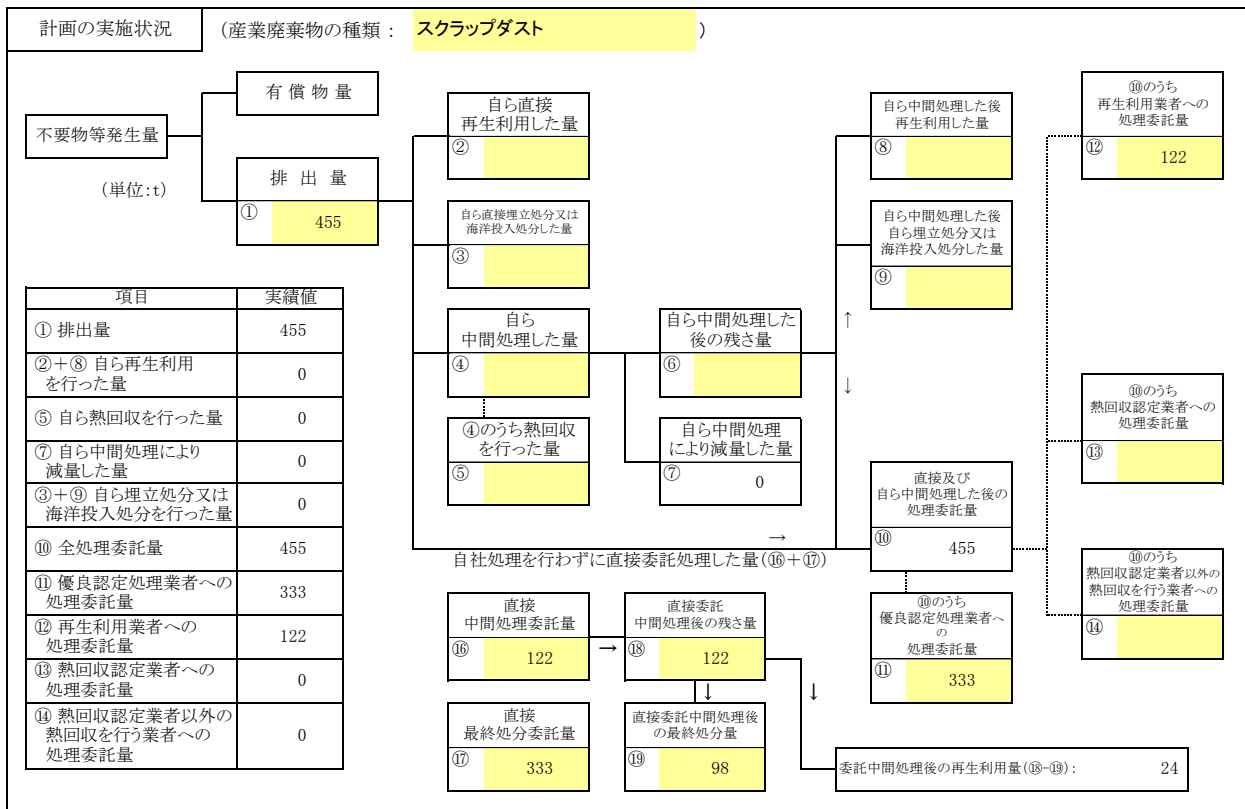 計画の実施状況
(産業廃棄物の種類： スクラップダスト )
有 償 物 量
不要物等発生量
(単位:t)
排 出 量
① 455
自ら直接
再生利用した量
②
自ら直接埋立処分又は
海洋投入処分した量
③
自ら
中間処理した量
④
④のうち熱回収
を行った量
⑤
自ら中間処理した
後の残さ量
⑥
自ら中間処理
により減量した量
⑦ 0
自ら中間処理した後
再生利用した量
⑧
自ら中間処理した後
自ら埋立処分又は
海洋投入処分した量
⑨
↑
↓
直接及び
自ら中間処理した後の
処理委託量
⑩ 455
⑩のうち
優良認定処理業者へ
の
処理委託量
⑪ 333
⑩のうち
再生利用業者への
処理委託量
⑫ 122
⑩のうち
熱回収認定業者への
処理委託量
⑬
⑩のうち
熱回収認定業者以外の
熱回収を行う業者への
処理委託量
⑭
→
自社処理を行わずに直接委託処理した量(⑯＋⑰)
直接
中間処理委託量
⑯ 122
→
直接委託
中間処理後の残さ量
⑱ 122
↓
↓
直接
最終処分委託量
⑰ 333
直接委託中間処理後
の最終処分量
⑲ 98
委託中間処理後の再生利用量(⑱-⑲)： 24
項目 実績値
① 排出量 455
②＋⑧ 自ら再生利用
を行った量 0
⑤ 自ら熱回収を行った量 0
⑦ 自ら中間処理により
減量した量 0
③＋⑨ 自ら埋立処分又は
海洋投入処分を行った量 0
⑩ 全処理委託量 455
⑪ 優良認定処理業者への
処理委託量 333
⑫ 再生利用業者への
処理委託量 122
⑬ 熱回収認定業者への
処理委託量 0
⑭ 熱回収認定業者以外の
熱回収を行う業者への
処理委託量 0